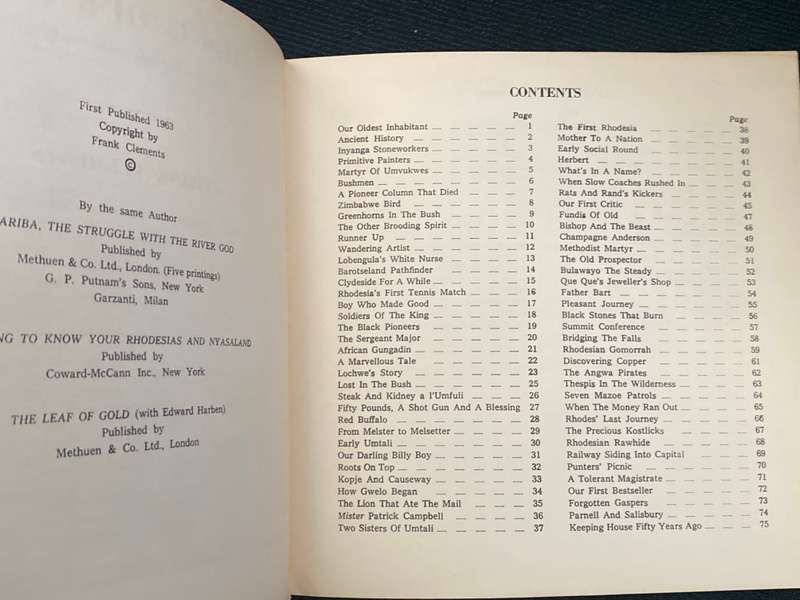 First Published 1963
Copyright by
Frank Clements
©
By the same Author
ARIBA, THE STRUGGLE WITH THE RIVER GOD
Published by
Methuen & Co. Ltd., London. (Five printings)
G. P. Putnam's Sons, New York
Garzanti, Milan
NG TO KNOW YOUR RHODESIAS AND NYASALAND
Published by
Coward-McCann Inc., New York
THE LEAF OF GOLD (with Edward Harben)
Published by
Methuen & Co. Ltd., London
CONTENTS
Page
Our Oldest Inhabitant — — — — — 1
Ancient History — — — — — 2
Inyanga Stoneworkers — — — — — 3
Primitive Painters — — — — — 4
Martyr Of Umvukwes — — — — — 5
Bushmen — — — — — — 6
A Pioneer Column That Died — — — 7
Zimbabwe Bird — — — — — 8
Greenhorns In The Bush — — — — 9
The Other Brooding Spirit — — — — 10
Runner Up — — — — — — 11
Wandering Artist — — — — — 12
Lobengula's White Nurse — — — — 13
Barotseland Pathfinder — — — — 14
Clydeside For A While — — — — — 15
Rhodesia's First Tennis Match — — — 16
Boy Who Made Good — — — — — 17
Soldiers Of The King — — — — — 18
The Black Pioneers — — — — — 19
The Sergeant Major — — — — — 20
African Gungadin — — — — — 21
A Marvellous Tale — — — — — 22
Lochwe's Story — — — — — 23
Lost In The Bush — — — — — 25
Steak And Kidney a l'Umfuli — — — 26
Fifty Pounds, A Shot Gun And A Blessing 27
Red Buffalo — — — — — — 28
From Melster to Melsetter — — — — 29
Early Umtali — — — — — — 30
Our Darling Billy Boy — — — — — 31
Roots On Top — — — — — — 32
Kopje And Causeway — — — — — 33
How Gwelo Began — — — — — 34
The Lion That Ate The Mail — — — 35
Mister Patrick Campbell — — — — 36
Two Sisters Of Umtali — — — — — 37
Page
The First Rhodesia — — — — — 38
Mother To A Nation — — — — — 39
Early Social Round — — — — — 40
Herbert — — — — — — — 41
What's In A Name? — — — — — 42
When Slow Coaches Rushed In — — — 43
Rats And Rand's Kickers — — — — 44
Our First Critic — — — — — — 45
Fundis Of Old — — — — — — 47
Bishop And The Beast — — — — — 48
Champagne Anderson — — — — — 49
Methodist Martyr — — — — — — 50
The Old Prospector — — — — — 51
Bulawayo The Steady — — — — — 52
Que Que's Jeweller's Shop — — — — 53
Father Bart — — — — — — 54
Pleasant Journey — — — — — — 55
Black Stones That Burn — — — — 56
Summit Conference — — — — — 57
Bridging The Falls — — — — — 58
Rhodesian Gomorrah — — — — — 59
Discovering Copper — — — — — 61
The Angwa Pirates — — — — — 62
Thespis In The Wilderness — — — — 63
Seven Mazoe Patrols — — — — — 64
When The Money Ran Out — — — — 65
Rhodes' Last Journey — — — — — 66
The Precious Kostlicks — — — — — 67
Rhodesian Rawhide — — — — — 68
Railway Siding Into Capital — — — 69
Punters' Picnic — — — — — — 70
A Tolerant Magistrate — — — — — 71
Our First Bestseller — — — — — 72
Forgotten Gaspers — — — — — 73
Parnell And Salisbury — — — — — 74
Keeping House Fifty Years Ago — — — 75